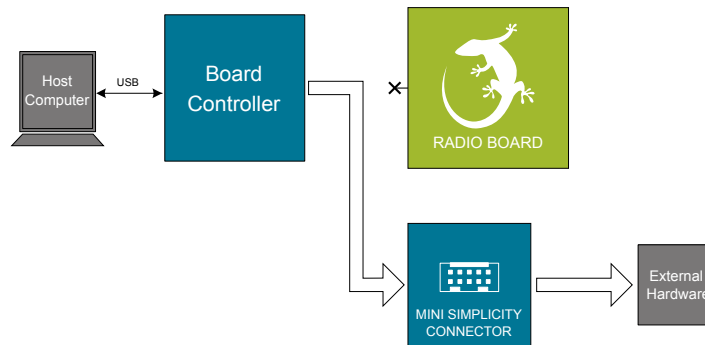 Host
Computer
USB
Board
Controller
RADIO BOARD
MINI SIMPLICITY
CONNECTOR
External
Hardware